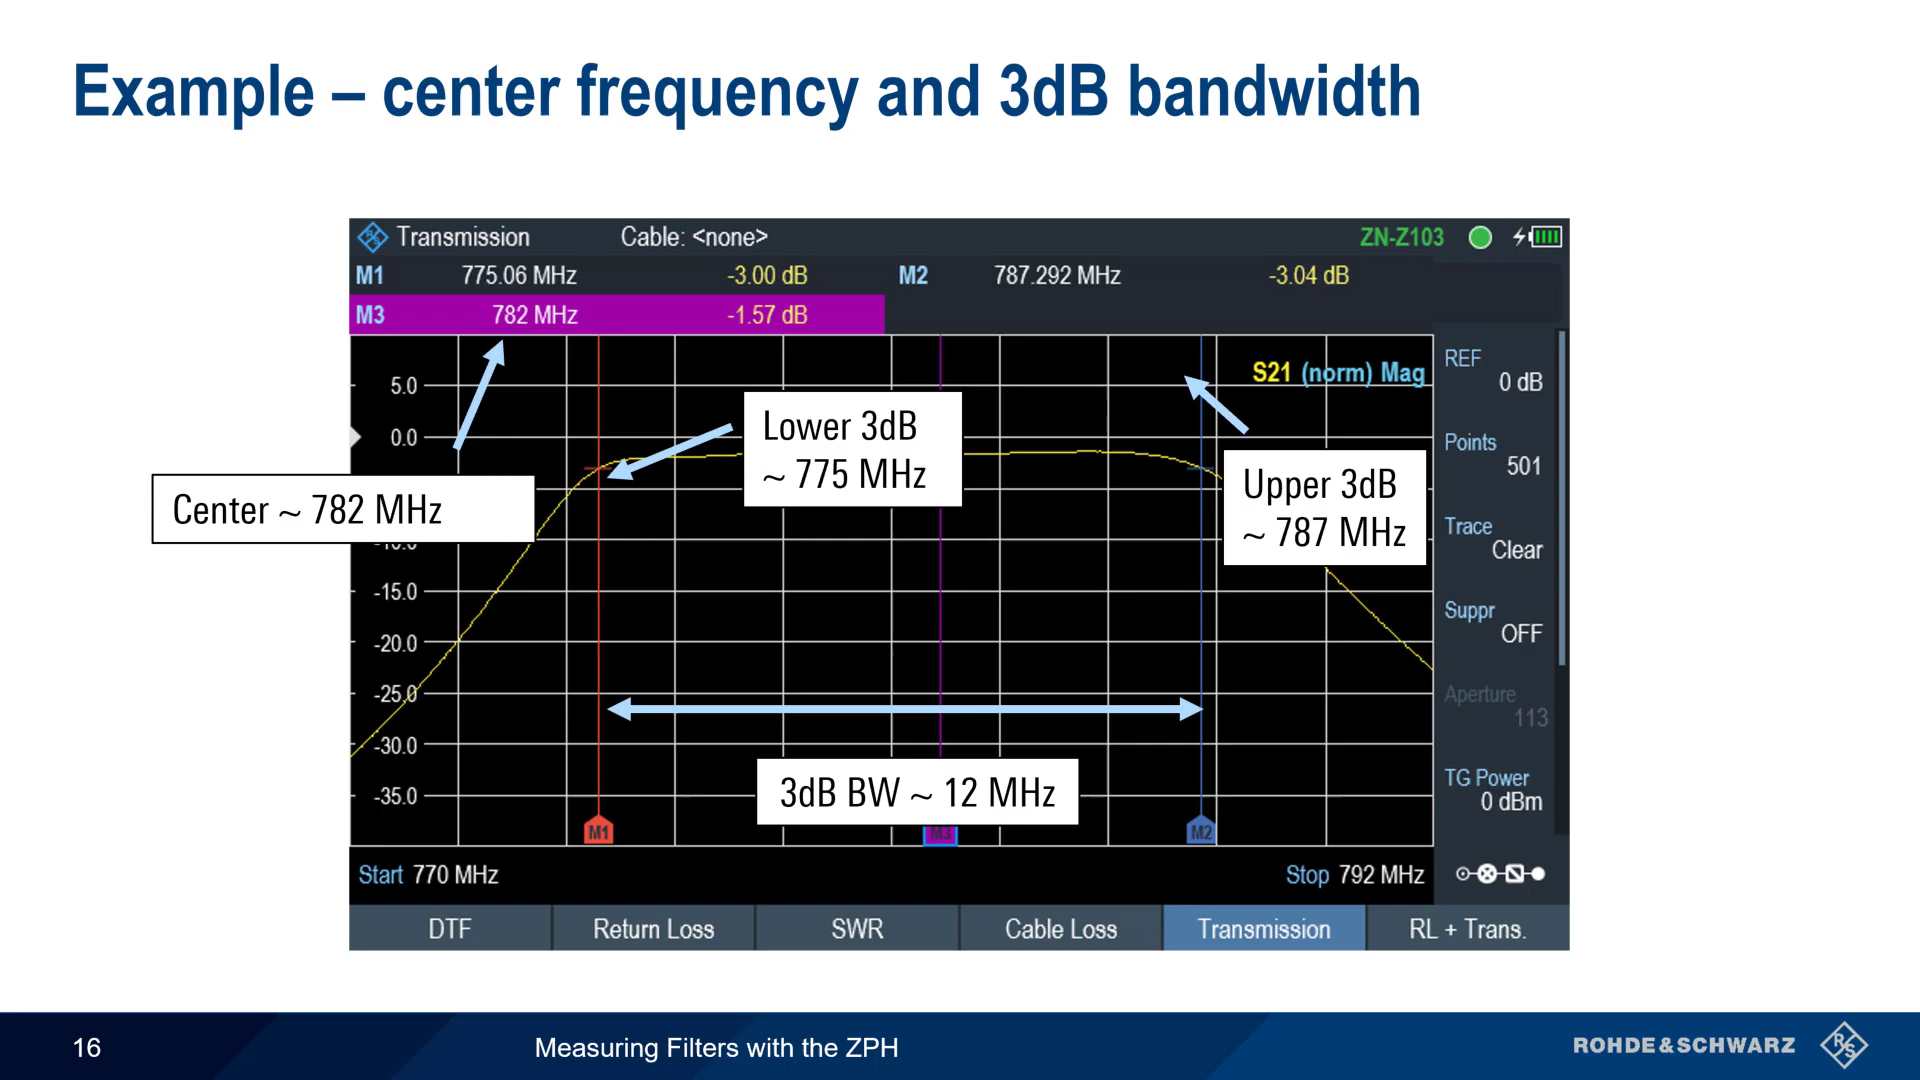 Example – center frequency and 3dB bandwidth
Transmission Cable: <none> ZN-Z103
M1 775.06 MHz -3.00 dB M2 787.292 MHz -3.04 dB
M3 782 MHz -1.57 dB
S21 (norm) Mag
5.0
0.0
-10.0
-15.0
-20.0
-25.0
-30.0
-35.0
Center ~ 782 MHz
Lower 3dB
~ 775 MHz
Upper 3dB
~ 787 MHz
3dB BW ~ 12 MHz
M1 M3 M2
REF
0 dB
Points
501
Trace
Clear
Suppr
OFF
Aperture
113
TG Power
0 dBm
Start 770 MHz Stop 792 MHz
DTF Return Loss SWR Cable Loss Transmission RL + Trans.
16 Measuring Filters with the ZPH ROHDE&SCHWARZ